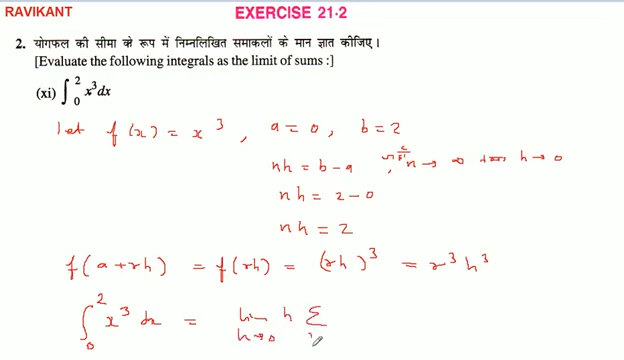 RAVIKANT EXERCISE 21·2
2. योगफल की सीमा के रूप में निम्नलिखित समाकलों के मान ज्ञात कीजिए ।
[Evaluate the following integrals as the limit of sums :]
(xi) ∫₀² x³dx
let f(x) = x³, a = 0, b = 2
nh = b - a, n → ∞ h → 0
nh = 2 - 0
nh = 2
f(a + rh) = f(rh) = (rh)³ = r³h³
∫₀² x³ dx = lim h→0 h Σ